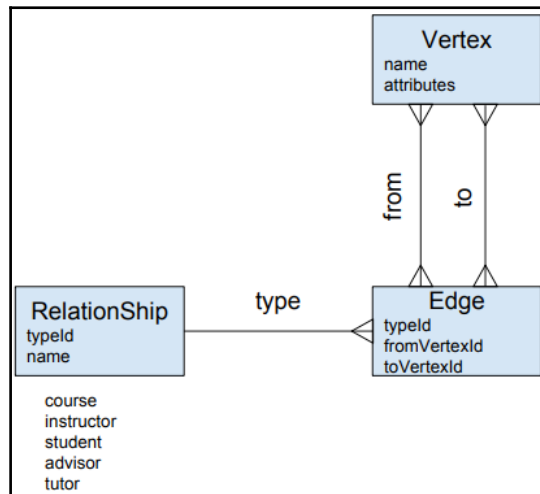 Vertex
name
attributes
from
to
RelationShip
typeId
name
type
Edge
typeId
fromVertexId
toVertexId
course
instructor
student
advisor
tutor